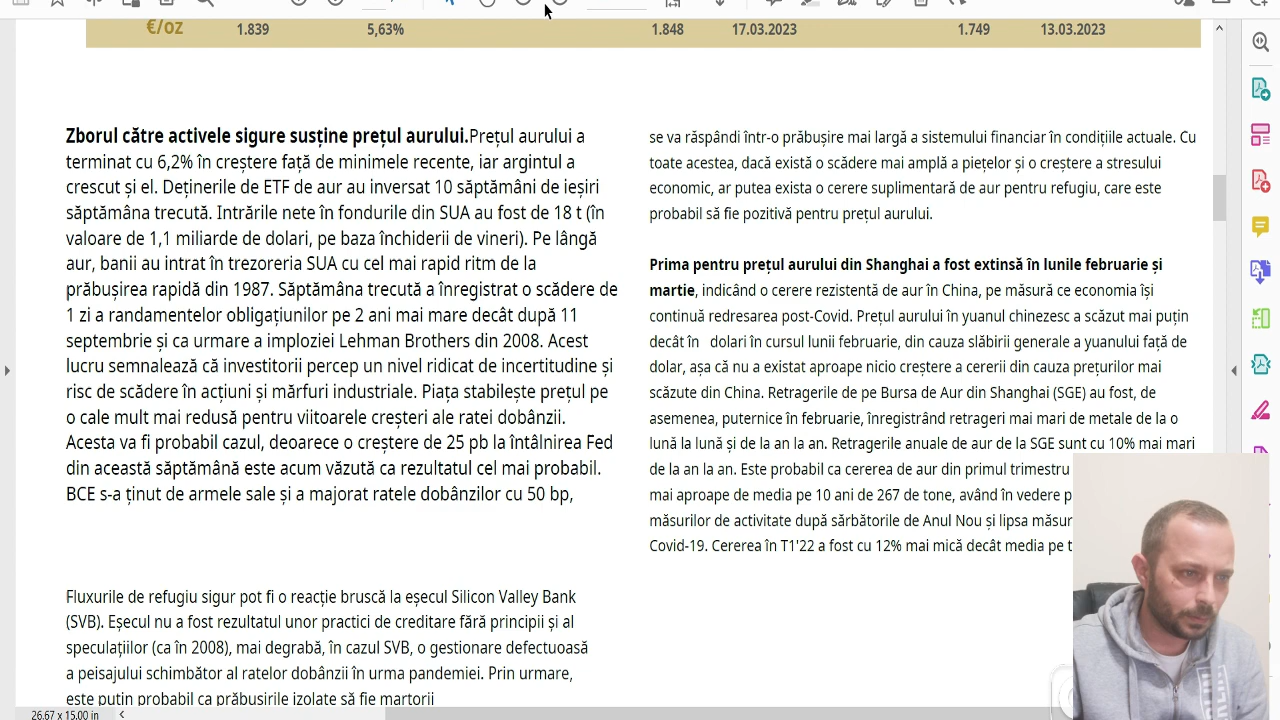 €/oz 1.839 5,63% 1.848 17.03.2023 1.749 13.03.2023
Zborul către activele sigure susține prețul aurului.Prețul aurului a
terminat cu 6,2% în creștere față de minimele recente, iar argintul a
crescut și el. Deținerile de ETF de aur au inversat 10 săptămâni de ieșiri
săptămâna trecută. Intrările nete în fondurile din SUA au fost de 18 t (în
valoare de 1,1 miliarde de dolari, pe baza închiderii de vineri). Pe lângă
aur, banii au intrat în trezoreria SUA cu cel mai rapid ritm de la
prăbușirea rapidă din 1987. Săptămâna trecută a înregistrat o scădere de
1 zi a randamentelor obligațiunilor pe 2 ani mai mare decât după 11
septembrie și ca urmare a imploziei Lehman Brothers din 2008. Acest
lucru semnalează că investitorii percep un nivel ridicat de incertitudine și
risc de scădere în acțiuni și mărfuri industriale. Piața stabilește prețul pe
o cale mult mai redusă pentru viitoarele creșteri ale ratei dobânzii.
Acesta va fi probabil cazul, deoarece o creștere de 25 pb la întâlnirea Fed
din această săptămână este acum văzută ca rezultatul cel mai probabil.
BCE s-a ținut de armele sale și a majorat ratele dobânzilor cu 50 bp,
Fluxurile de refugiu sigur pot fi o reacție bruscă la eșecul Silicon Valley Bank
(SVB). Eșecul nu a fost rezultatul unor practici de creditare fără principii și al
speculațiilor (ca în 2008), mai degrabă, în cazul SVB, o gestionare defectuoasă
a peisajului schimbător al ratelor dobânzii în urma pandemiei. Prin urmare,
este puțin probabil ca prăbușirile izolate să fie martorii
se va răspândi într-o prăbușire mai largă a sistemului financiar în condițiile actuale. Cu
toate acestea, dacă există o scădere mai amplă a piețelor și o creștere a stresului
economic, ar putea exista o cerere suplimentară de aur pentru refugiu, care este
probabil să fie pozitivă pentru prețul aurului.
Prima pentru prețul aurului din Shanghai a fost extinsă în lunile februarie și
martie, indicând o cerere rezistentă de aur în China, pe măsură ce economia își
continuă redresarea post-Covid. Prețul aurului în yuanul chinezesc a scăzut mai puțin
decât în dolari în cursul lunii februarie, din cauza slăbirii generale a yuanului față de
dolar, așa că nu a existat aproape nicio creștere a cererii din cauza prețurilor mai
scăzute din China. Retragerile de pe Bursa de Aur din Shanghai (SGE) au fost, de
asemenea, puternice în februarie, înregistrând retrageri mai mari de metale de la o
lună la lună și de la an la an. Retragerile anuale de aur de la SGE sunt cu 10% mai mari
de la an la an. Este probabil ca cererea de aur din primul trimestru
mai aproape de media pe 10 ani de 267 de tone, având în vedere
măsurilor de activitate după sărbătorile de Anul Nou și lipsa
Covid-19. Cererea în T1'22 a fost cu 12% mai mică decât media pe
26.67 x 15.00 in